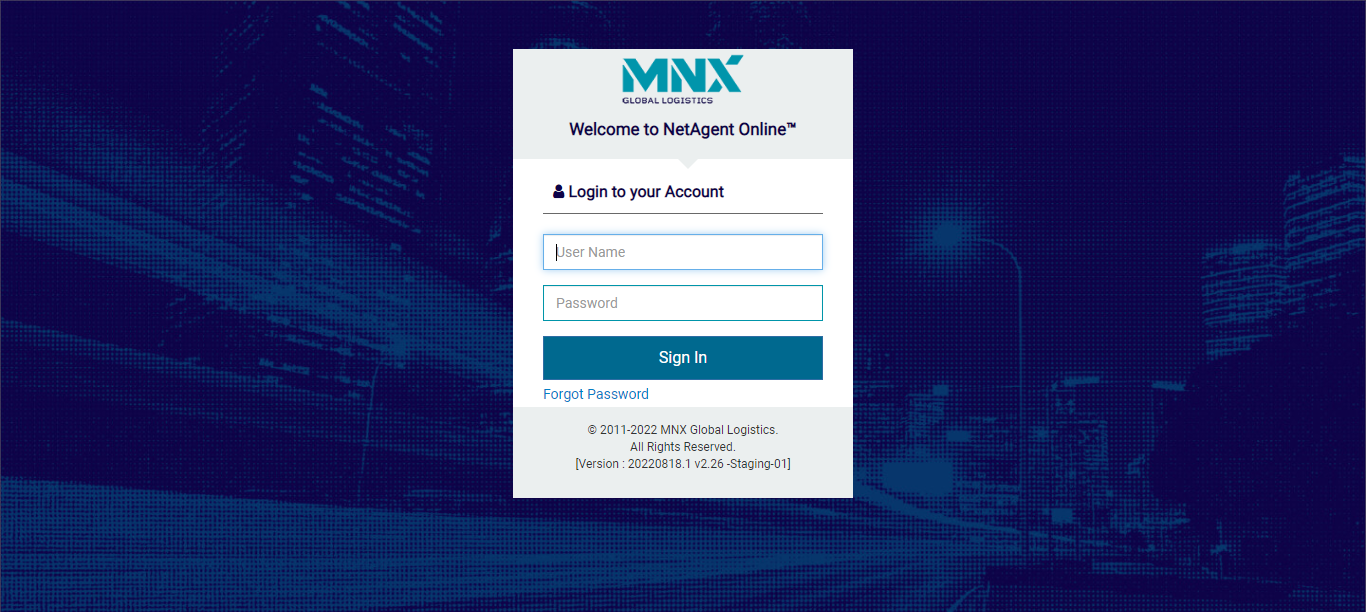 MNX
GLOBAL LOGISTICS
Welcome to NetAgent Online™
Login to your Account
User Name
Password
Sign In
Forgot Password
© 2011-2022 MNX Global Logistics.
All Rights Reserved.
[Version : 20220818.1 v2.26 -Staging-01]